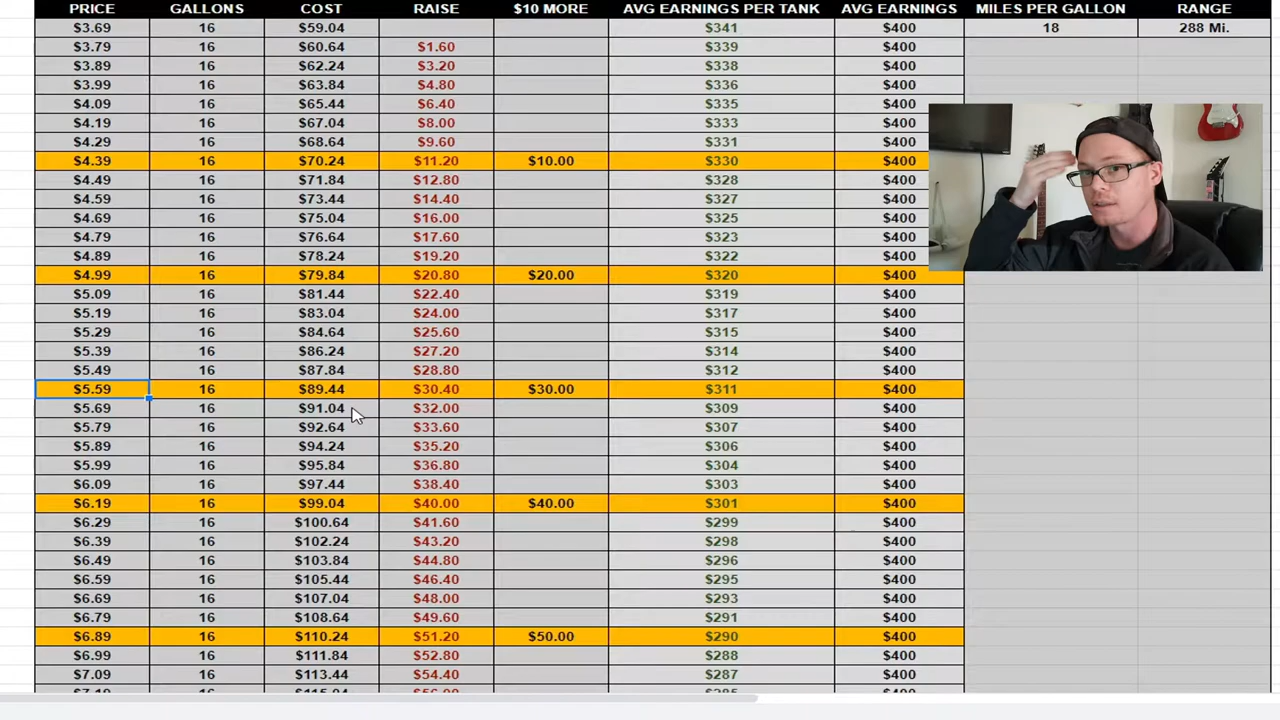 PRICE GALLONS COST RAISE $10 MORE AVG EARNINGS PER TANK AVG EARNINGS MILES PER GALLON RANGE
$3.69 16 $59.04 $341 $400 18 288 Mi.
$3.79 16 $60.64 $1.60 $339 $400
$3.89 16 $62.24 $3.20 $338 $400
$3.99 16 $63.84 $4.80 $336 $400
$4.09 16 $65.44 $6.40 $335 $400
$4.19 16 $67.04 $8.00 $333 $400
$4.29 16 $68.64 $9.60 $331 $400
$4.39 16 $70.24 $11.20 $10.00 $330 $400
$4.49 16 $71.84 $12.80 $328 $400
$4.59 16 $73.44 $14.40 $327 $400
$4.69 16 $75.04 $16.00 $325 $400
$4.79 16 $76.64 $17.60 $323 $400
$4.89 16 $78.24 $19.20 $322 $400
$4.99 16 $79.84 $20.80 $20.00 $320 $400
$5.09 16 $81.44 $22.40 $319 $400
$5.19 16 $83.04 $24.00 $317 $400
$5.29 16 $84.64 $25.60 $315 $400
$5.39 16 $86.24 $27.20 $314 $400
$5.49 16 $87.84 $28.80 $312 $400
$5.59 16 $89.44 $30.40 $30.00 $311 $400
$5.69 16 $91.04 $32.00 $309 $400
$5.79 16 $92.64 $33.60 $307 $400
$5.89 16 $94.24 $35.20 $306 $400
$5.99 16 $95.84 $36.80 $304 $400
$6.09 16 $97.44 $38.40 $303 $400
$6.19 16 $99.04 $40.00 $40.00 $301 $400
$6.29 16 $100.64 $41.60 $299 $400
$6.39 16 $102.24 $43.20 $298 $400
$6.49 16 $103.84 $44.80 $296 $400
$6.59 16 $105.44 $46.40 $295 $400
$6.69 16 $107.04 $48.00 $293 $400
$6.79 16 $108.64 $49.60 $291 $400
$6.89 16 $110.24 $51.20 $50.00 $290 $400
$6.99 16 $111.84 $52.80 $288 $400
$7.09 16 $113.44 $54.40 $287 $400